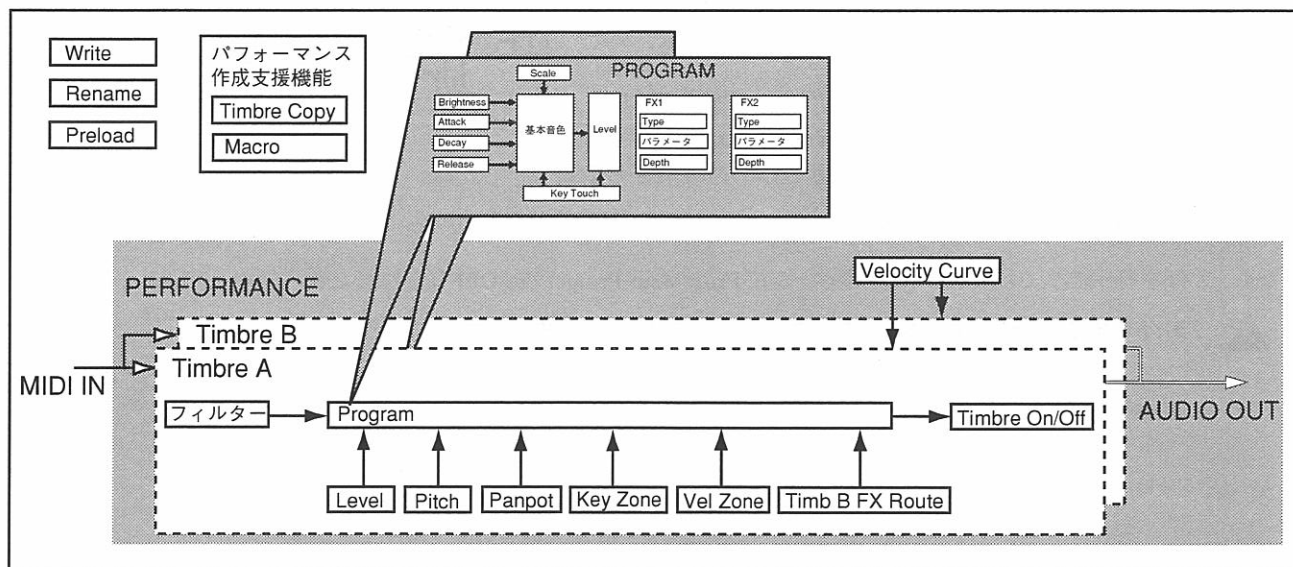 Write
Rename
Preload
パフォーマンス
作成支援機能
Timbre Copy
Macro
PROGRAM
Scale
Brightness
Attack
Decay
Release
基本音色
Level
Key Touch
FX1
Type
パラメータ
Depth
FX2
Type
パラメータ
Depth
PERFORMANCE
Velocity Curve
Timbre B
Timbre A
MIDI IN
フィルター
Program
Timbre On/Off
AUDIO OUT
Level
Pitch
Panpot
Key Zone
Vel Zone
Timb B FX Route